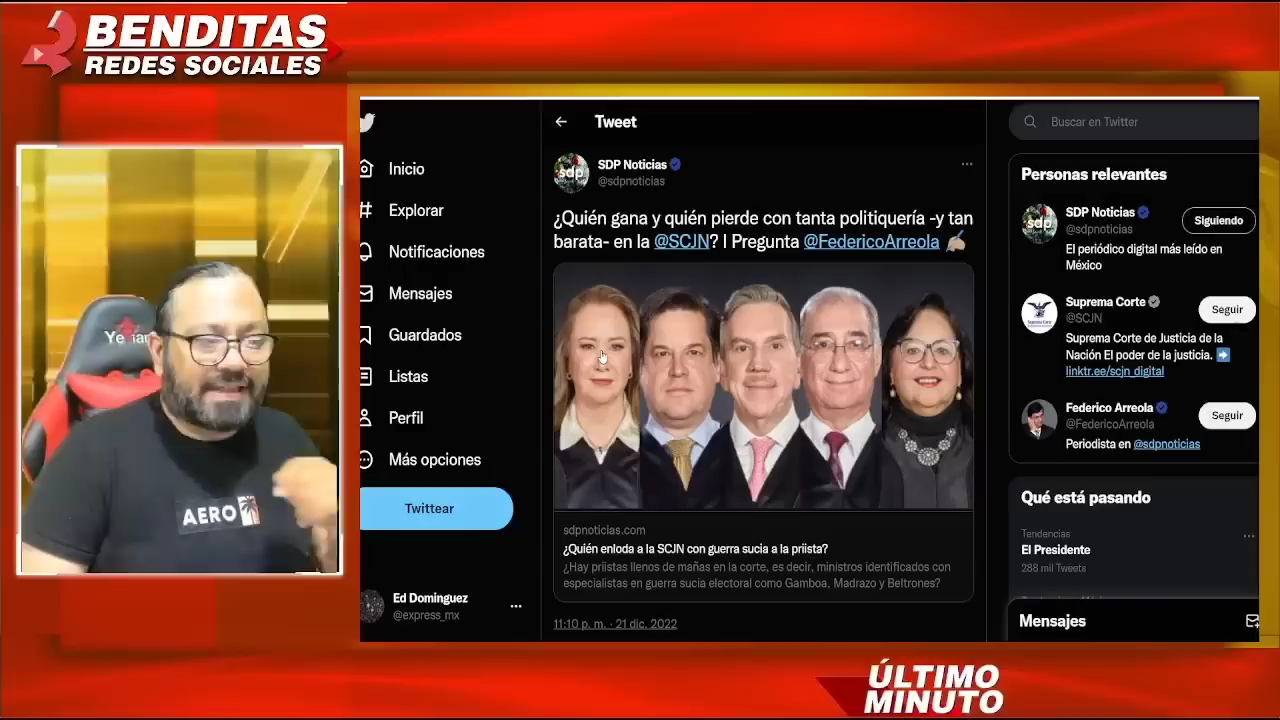 BENDITAS
REDES SOCIALES
AERO
Inicio
Explorar
Notificaciones
Mensajes
Guardados
Listas
Perfil
Más opciones
Twittear
Ed Dominguez
@express_mx
Tweet
sdp
SDP Noticias
@sdpnoticias
¿Quién gana y quién pierde con tanta politiquería -y tan
barata- en la @SCJN? | Pregunta @FedericoArreola
sdpnoticias.com
¿Quién enloda a la SCJN con guerra sucia a la priista?
¿Hay priistas llenos de mañas en la corte, es decir, ministros identificados con
especialistas en guerra sucia electoral como Gamboa, Madrazo y Beltrones?
11:10 p. m. · 21 dic. 2022
Buscar en Twitter
Personas relevantes
sdp
SDP Noticias
@sdpnoticias
Siguiendo
El periódico digital más leído en
México
Suprema Corte
@SCJN
Seguir
Suprema Corte de Justicia de la
Nación El poder de la justicia.
linktr.ee/scjn_digital
Federico Arreola
@FedericoArreola
Seguir
Periodista en @sdpnoticias
Qué está pasando
Tendencias
El Presidente
288 mil Tweets
Mensajes
ÚLTIMO
MINUTO